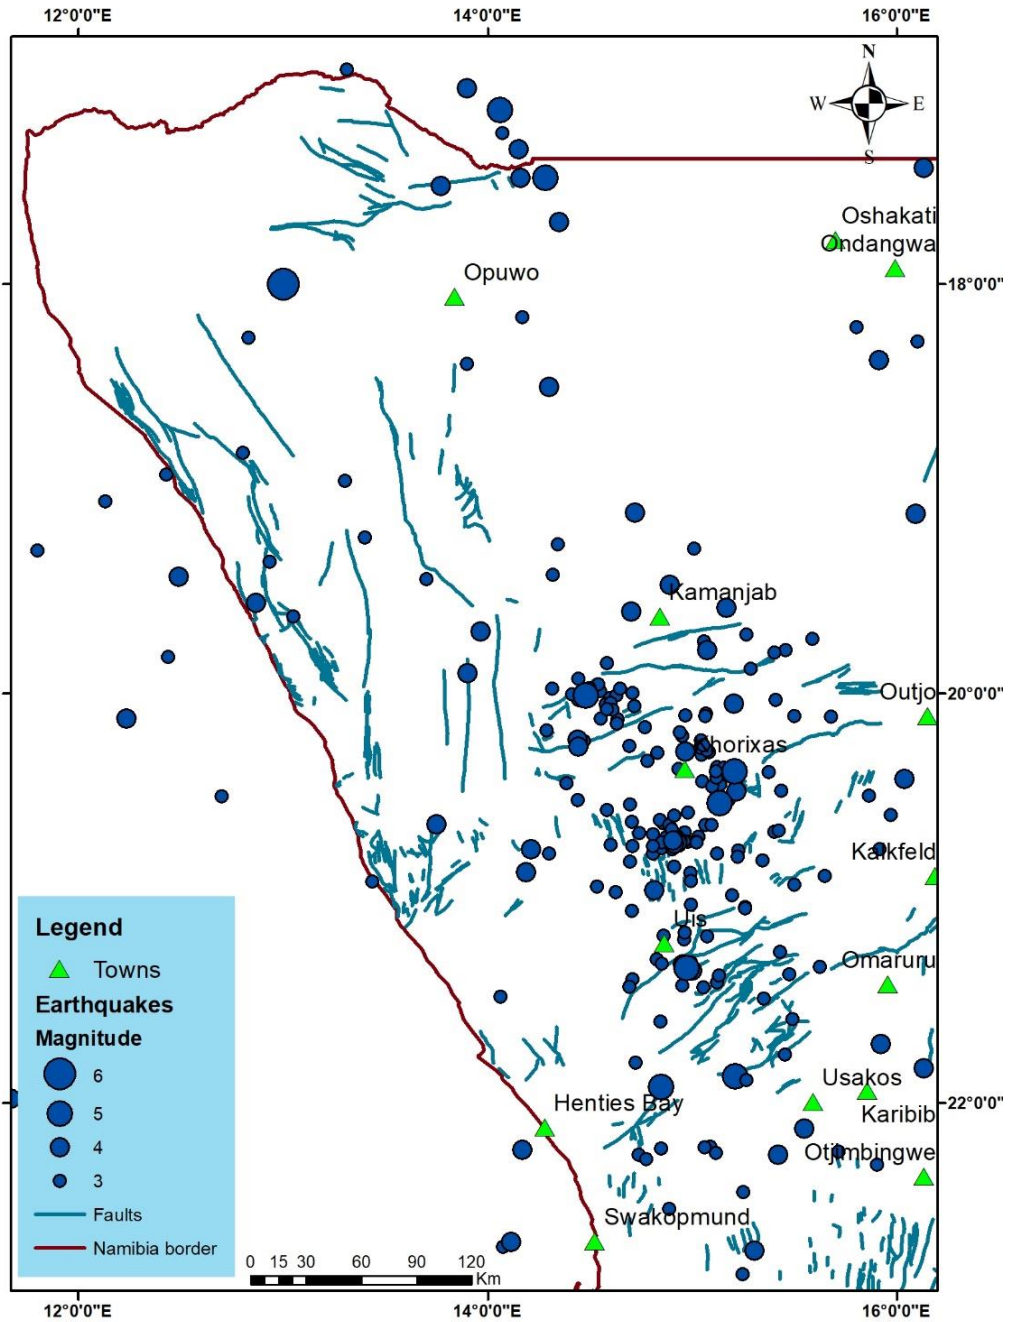 12°0'0"E 14°0'0"E 16°0'0"E
N
W E
S
Oshakati
Ondangwa
Opuwo
18°0'0"
Kamanjab
Outjo
20°0'0"
Khorixas
Kalkfeld
Uis
Omaruru
Usakos
Henties Bay
22°0'0"
Karibib
Otjimbingwe
Swakopmund
Legend
Towns
Earthquakes
Magnitude
6
5
4
3
Faults
Namibia border
0 15 30 60 90 120
Km
12°0'0"E 14°0'0"E 16°0'0"E